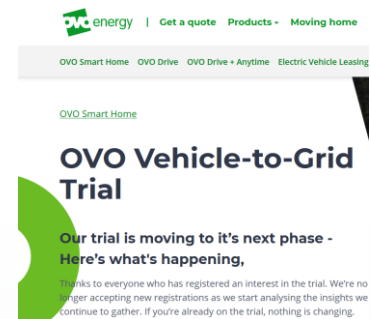 ovo energy | Get a quote Products Moving home
OVO Smart Home OVO Drive OVO Drive + Anytime Electric Vehicle Leasing
OVO Smart Home
OVO Vehicle-to-Grid
Trial
Our trial is moving to it’s next phase -
Here’s what's happening,
Thanks to everyone who has registered an interest in the trial. We’re no
longer accepting new registrations as we start analysing the insights we
continue to gather. If you’re already on the trial, nothing is changing.